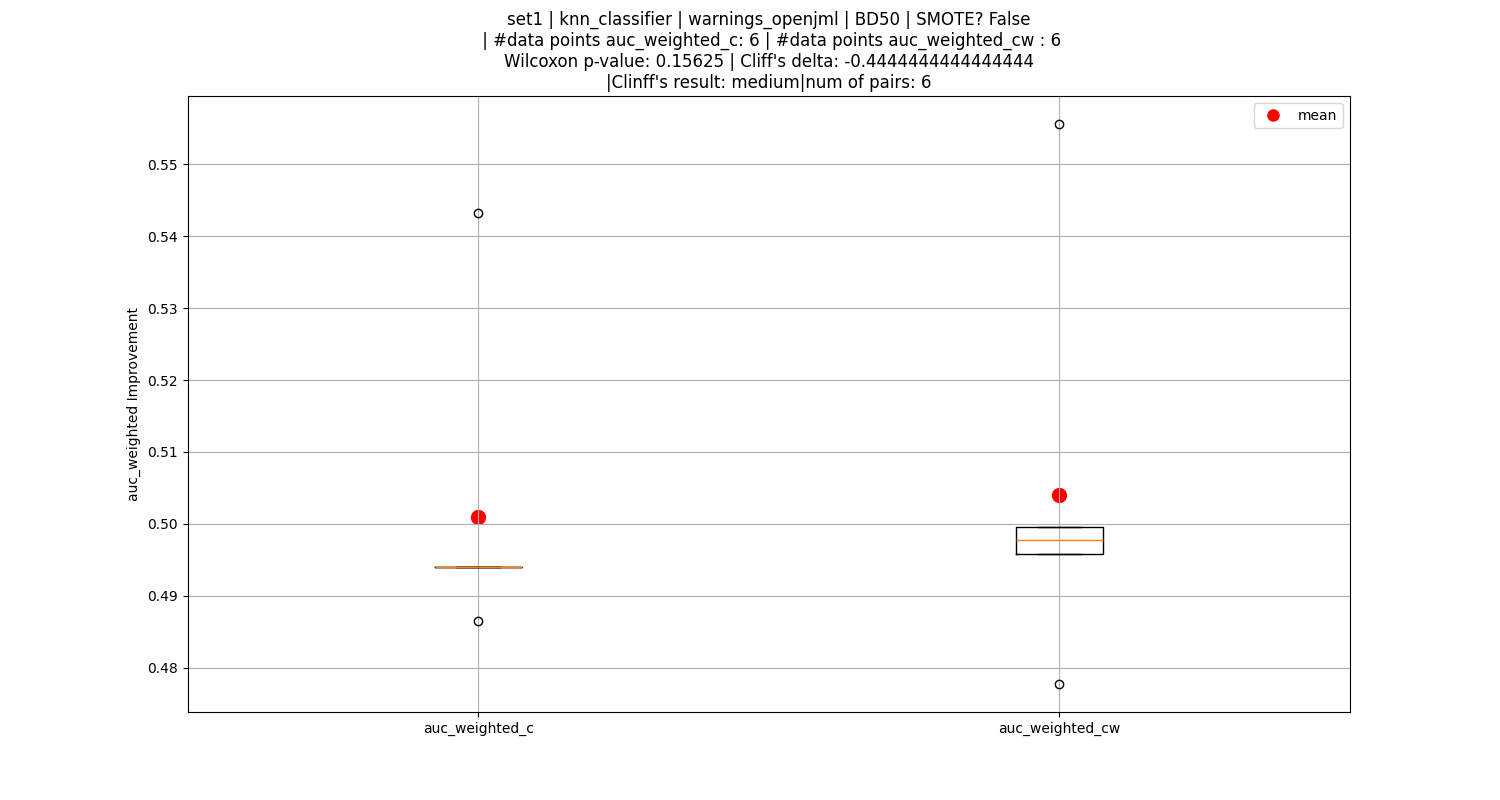 set1 | knn_classifier | warnings_openjml | BD50 | SMOTE? False
| #data points auc_weighted_c: 6 | #data points auc_weighted_cw : 6
Wilcoxon p-value: 0.15625 | Cliff's delta: -0.4444444444444444
|Clinff's result: medium|num of pairs: 6
mean
auc_weighted Improvement
0.55
0.54
0.53
0.52
0.51
0.50
0.49
0.48
auc_weighted_c
auc_weighted_cw